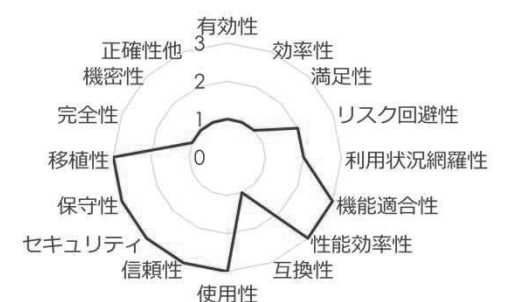 有効性
効率性
満足性
リスク回避性
利用状況網羅性
機能適合性
性能効率性
互換性
使用性
信頼性
セキュリティ
保守性
移植性
完全性
機密性
正確性他
3
2
1
0